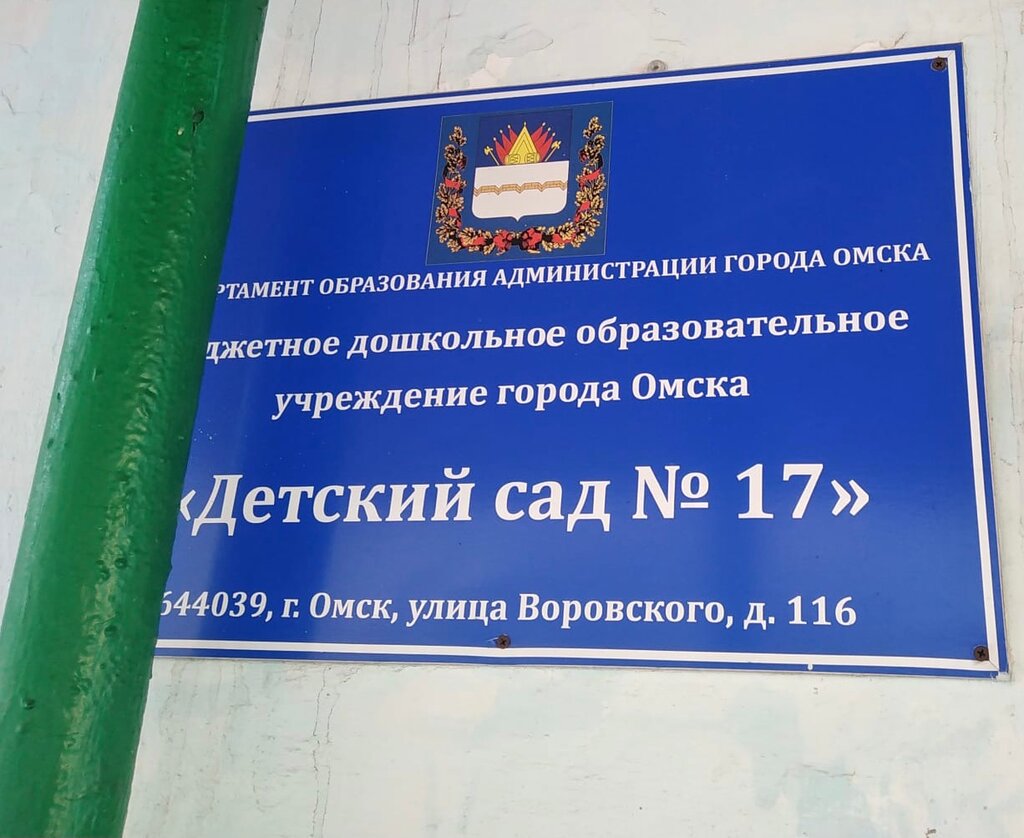 РТАМЕНТ ОБРАЗОВАНИЯ АДМИНИСТРАЦИИ ГОРОДА ОМСКА
джетное дошкольное образовательное
учреждение города Омска
«Детский сад № 17»
644039, г. Омск, улица Воровского, д. 116